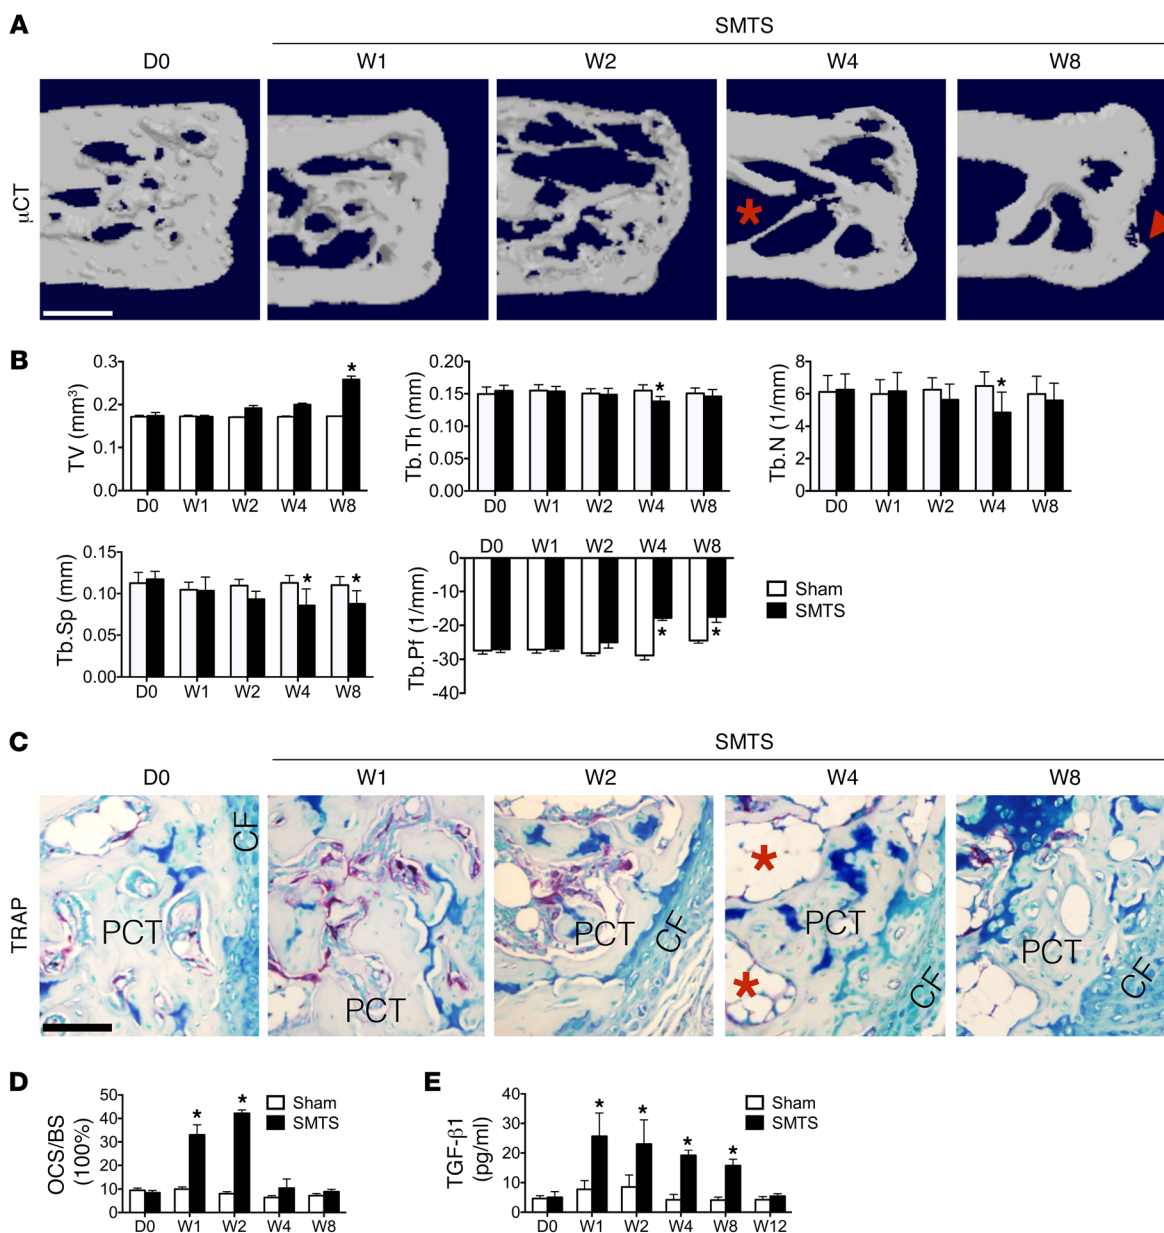 A
SMTS
D0 W1 W2 W4 W8
μCT
*
B
TV (mm³)
0.3
0.2
0.1
0.0
*
D0 W1 W2 W4 W8
Tb.Th (mm)
0.20
0.15
0.10
0.05
0.00
*
D0 W1 W2 W4 W8
Tb.N (1/mm)
8
6
4
2
0
*
D0 W1 W2 W4 W8
Tb.Sp (mm)
0.15
0.10
0.05
0.00
* *
D0 W1 W2 W4 W8
Tb.Pf (1/mm)
D0 W1 W2 W4 W8
0
-10
-20
-30
-40
* *
Sham
SMTS
C
SMTS
D0 W1 W2 W4 W8
TRAP
PCT CF
PCT
PCT CF
* * PCT CF
PCT CF
D
OCS/BS
(100%)
50
40
30
20
10
0
* *
D0 W1 W2 W4 W8
Sham
SMTS
E
TGF-β1
(pg/ml)
40
30
20
10
0
* * * *
D0 W1 W2 W4 W8 W12
Sham
SMTS